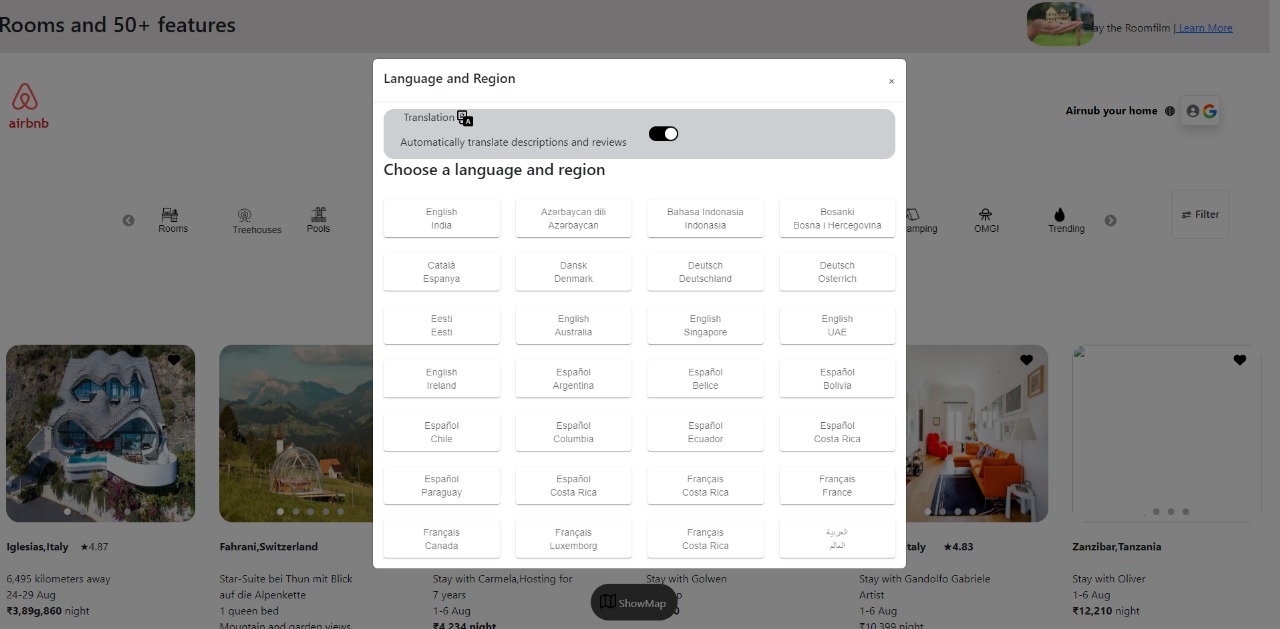 Rooms and 50+ features
ay the Roomfilm | Learn More
Language and Region
×
airbnb
Airnub your home
Translation
Automatically translate descriptions and reviews
Choose a language and region
Rooms
Treehouses
Pools
amping
OMG!
Trending
Filter
English
India
Azərbaycan dili
Azərbaycan
Bahasa Indonesia
Indonasia
Bosanki
Bosna i Hercegovina
Català
Espanya
Dansk
Denmark
Deutsch
Deutschland
Deutsch
Osterrich
Eesti
Eesti
English
Australia
English
Singapore
English
UAE
English
Ireland
Español
Argentina
Español
Belice
Español
Bolivia
Español
Chile
Español
Columbia
Español
Ecuador
Español
Costa Rica
Español
Paraguay
Español
Costa Rica
Français
Costa Rica
Français
France
Français
Canada
Français
Luxemborg
Français
Costa Rica
العربية
العالم
Iglesias,Italy ★4.87
6,495 kilometers away
24-29 Aug
₹3,89g,860 night
Fahrani,Switzerland
Star-Suite bei Thun mit Blick
auf die Alpenkette
1 queen bed
Mountain and garden views
Stay with Carmela,Hosting for
7 years
1-6 Aug
₹4,234 night
Stay with Golwen
p
0
ShowMap
taly ★4.83
Stay with Gandolfo Gabriele
Artist
1-6 Aug
₹10,399 night
Zanzibar,Tanzania
Stay with Oliver
1-6 Aug
₹12,210 night